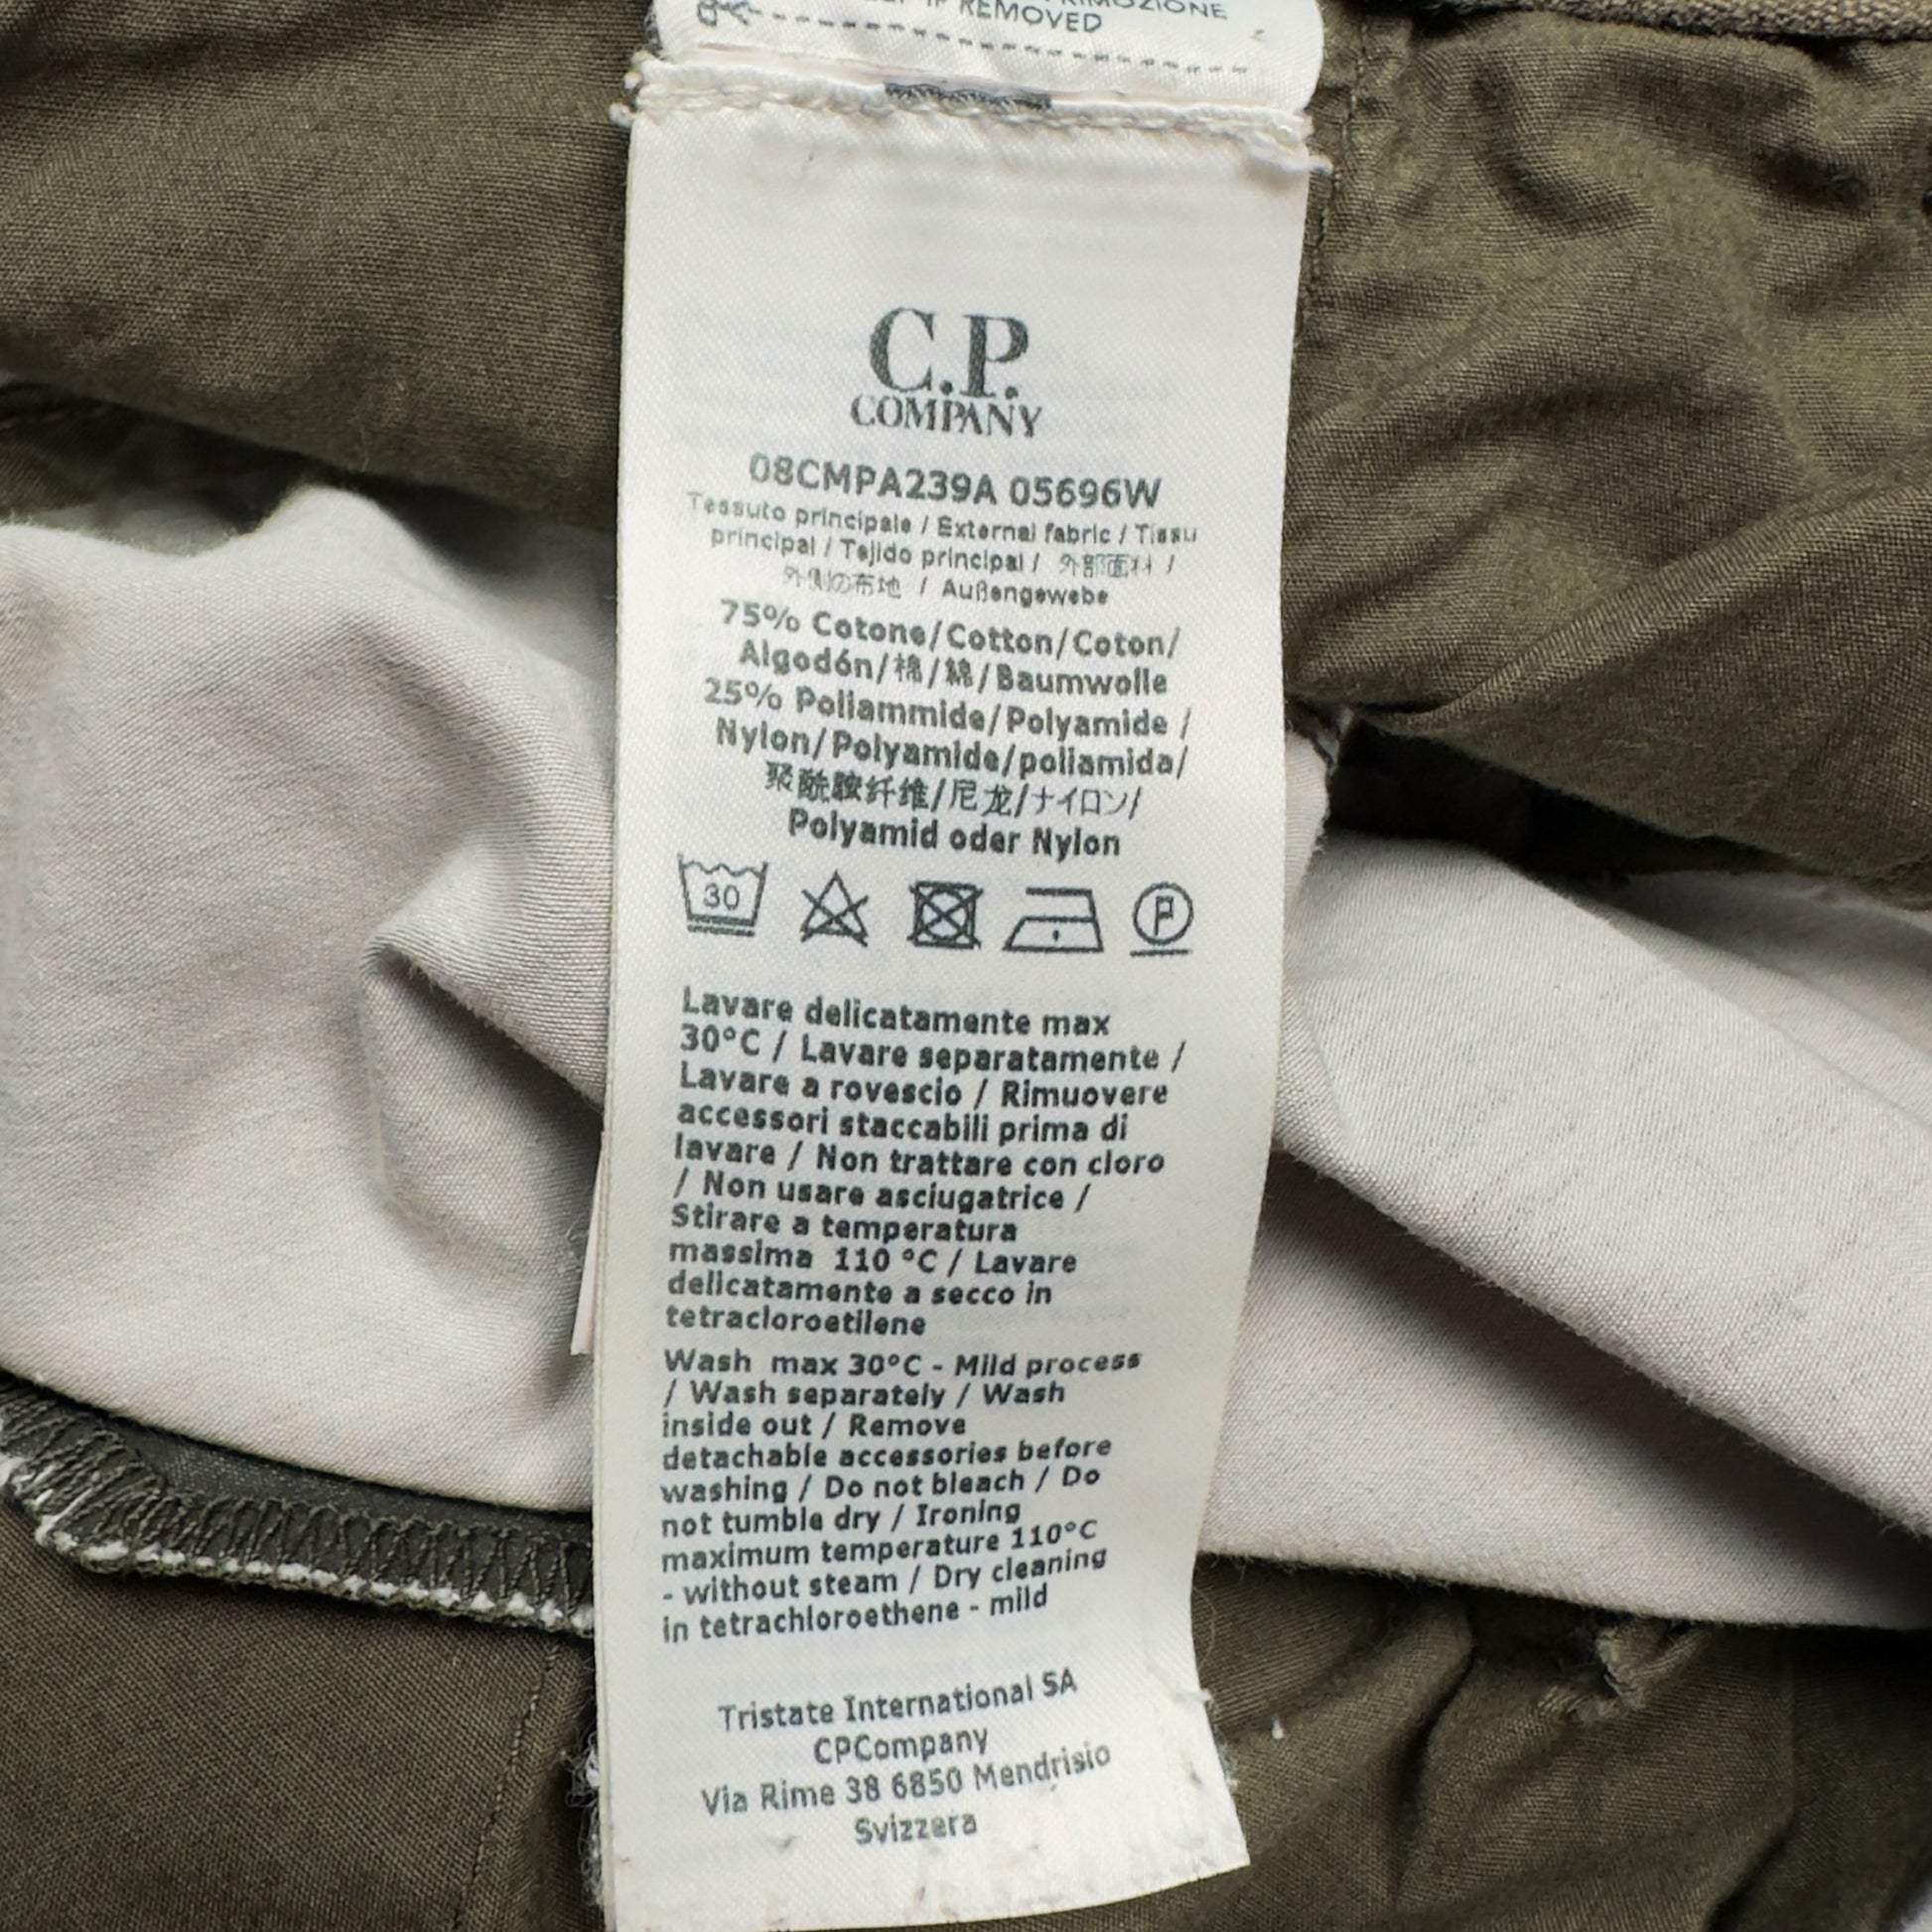 IF REMOVED
C.P.
COMPANY
08CMPA239A 05696W
Tessuto principale / External fabric / Tissu
principal / Tejido principal / 外部面料 /
外側の布地 / Außengewebe
75% Cotone/Cotton/Coton/
Algodón/棉/綿/Baumwolle
25% Poliammide/Polyamide /
Nylon/Polyamide/poliamida/
聚酰胺纤维/尼龙/ナイロン/
Polyamid oder Nylon
30
P
Lavare delicatamente max
30°C / Lavare separatamente /
Lavare a rovescio / Rimuovere
accessori staccabili prima di
lavare / Non trattare con cloro
/ Non usare asciugatrice /
Stirare a temperatura
massima 110 °C / Lavare
delicatamente a secco in
tetracloroetilene
Wash max 30°C - Mild process
/ Wash separately / Wash
inside out / Remove
detachable accessories before
washing / Do not bleach / Do
not tumble dry / Ironing
maximum temperature 110°C
- without steam / Dry cleaning
in tetrachloroethene - mild
Tristate International SA
CPCompany
Via Rime 38 6850 Mendrisio
Svizzera